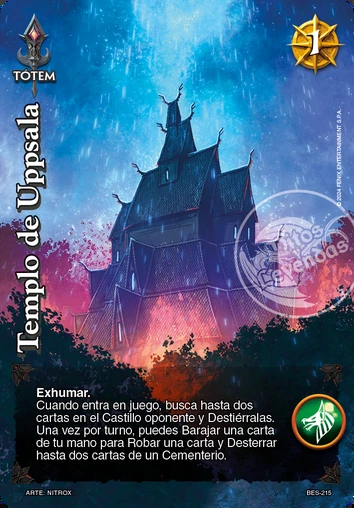 TÓTEM
1
Templo de Uppsala
© 2024 FENIX ENTERTAINMENT S.P.A.
Mitos
Leyendas
Exhumar.
Cuando entra en juego, busca hasta dos
cartas en el Castillo oponente y Destiérralas.
Una vez por turno, puedes Barajar una carta
de tu mano para Robar una carta y Desterrar
hasta dos cartas de un Cementerio.
ARTE: NITROX
BES-215